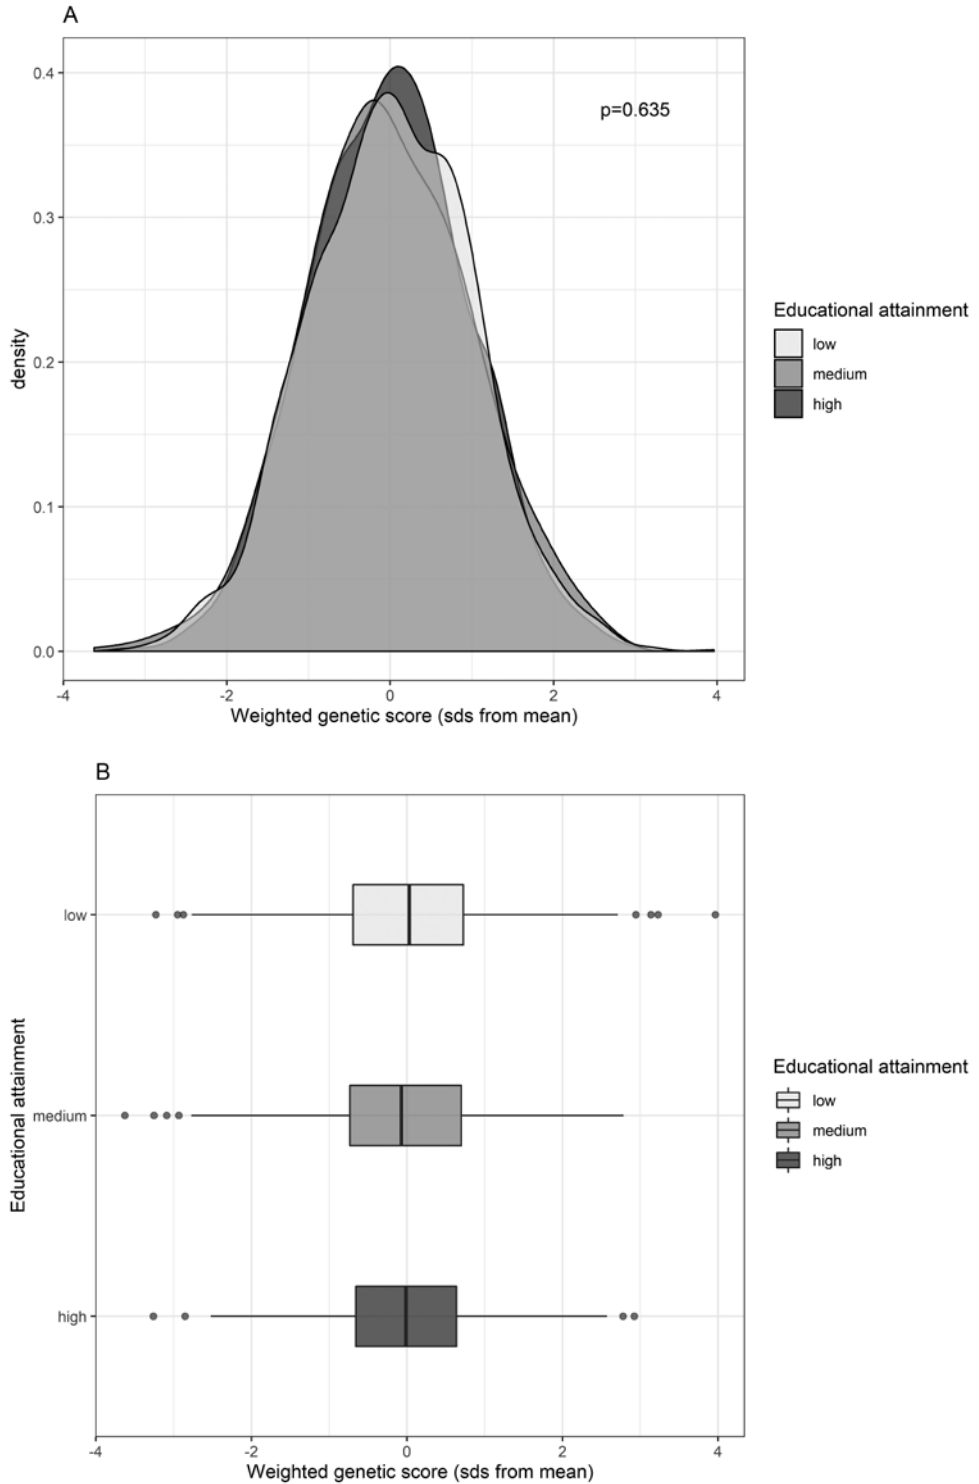 A
0.4
p=0.635
0.3
0.2
0.1
0.0
density
-4 -2 0 2 4
Weighted genetic score (sds from mean)
Educational attainment
low
medium
high
B
low
medium
high
Educational attainment
-4 -2 0 2 4
Weighted genetic score (sds from mean)
Educational attainment
low
medium
high